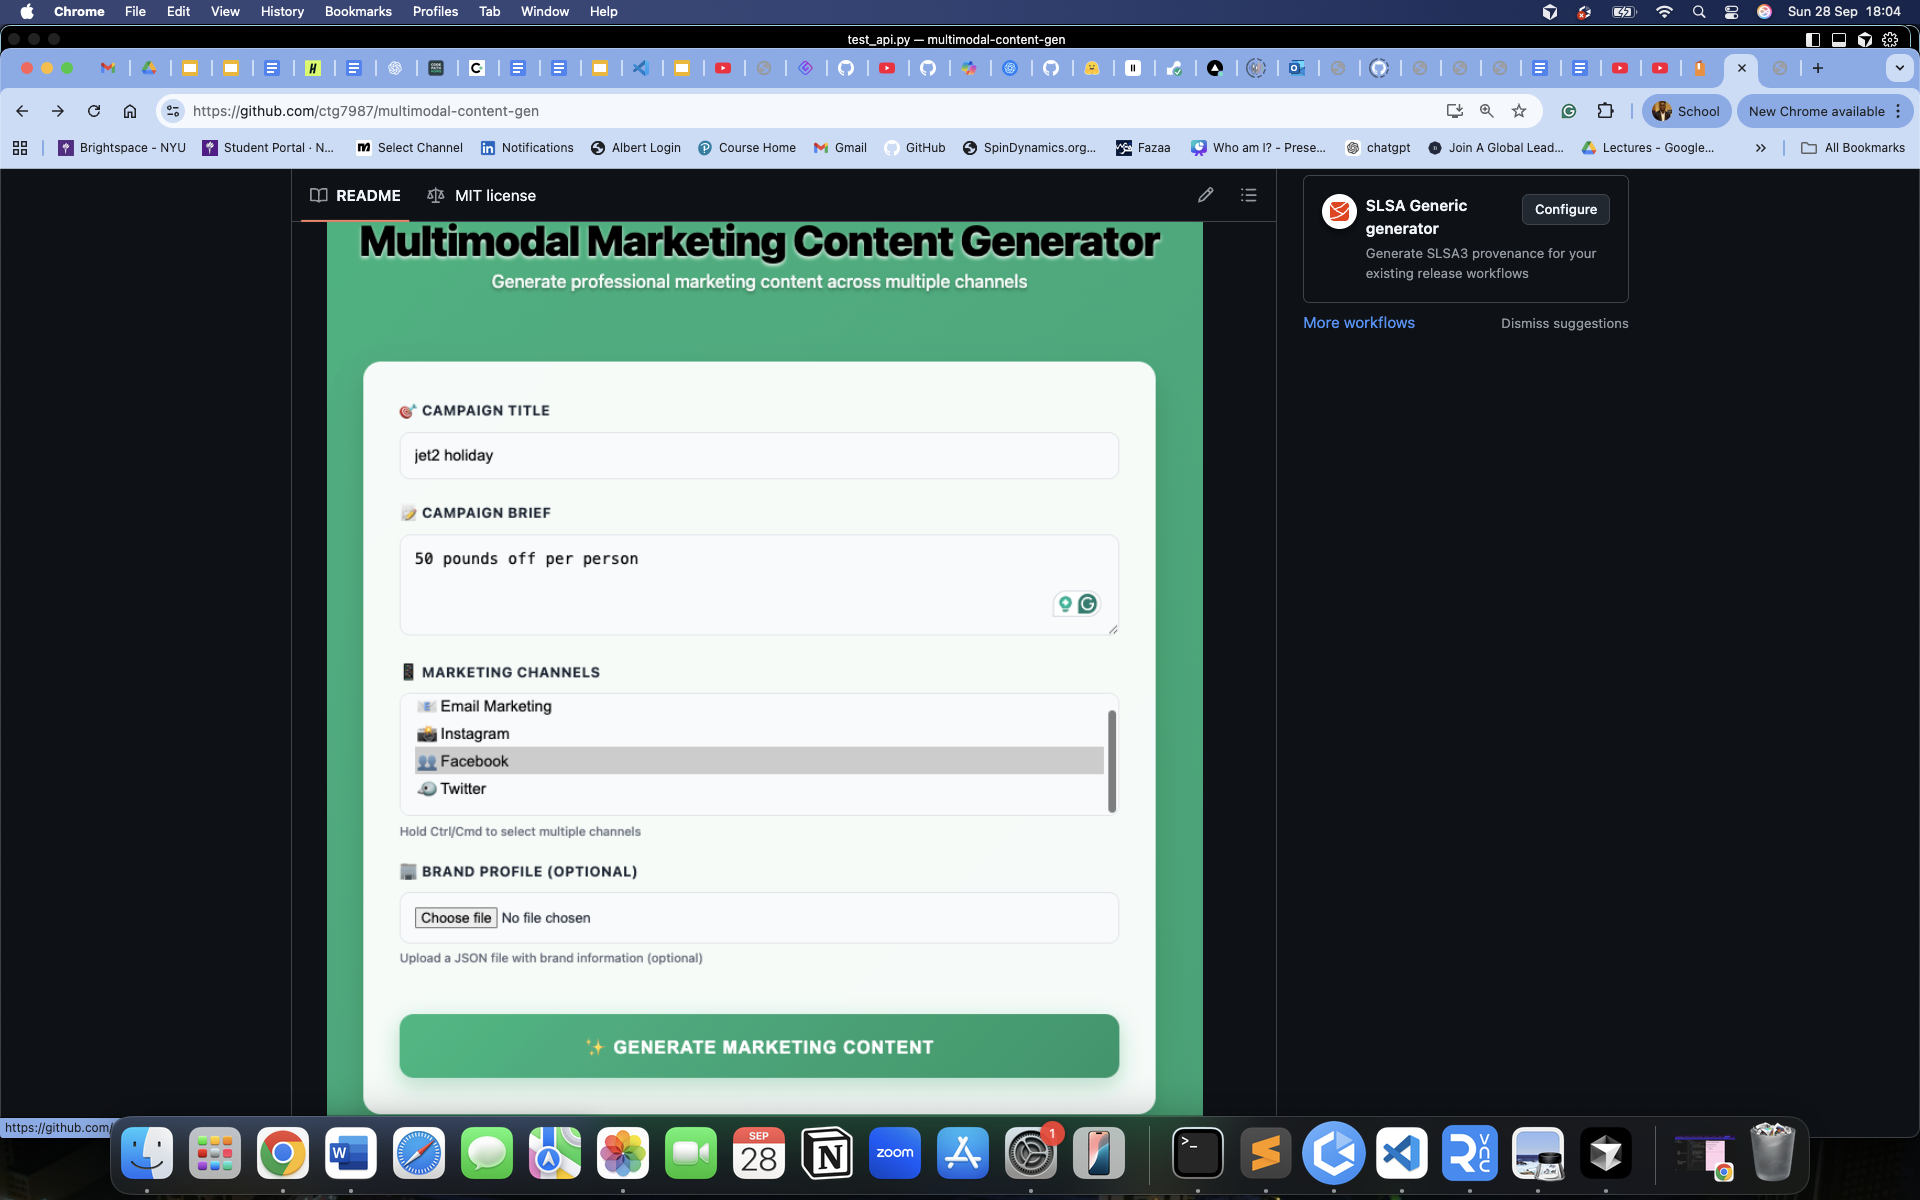 Chrome File Edit View History Bookmarks Profiles Tab Window Help Sun 28 Sep 18:04
test_api.py — multimodal-content-gen
https://github.com/ctg7987/multimodal-content-gen School New Chrome available
Brightspace - NYU Student Portal · N... Select Channel Notifications Albert Login Course Home Gmail GitHub SpinDynamics.org... Fazaa Who am I? - Prese... chatgpt Join A Global Lead... Lectures - Google... All Bookmarks
README MIT license
SLSA Generic generator
Configure
Generate SLSA3 provenance for your
existing release workflows
More workflows Dismiss suggestions
Multimodal Marketing Content Generator
Generate professional marketing content across multiple channels
CAMPAIGN TITLE
jet2 holiday
CAMPAIGN BRIEF
50 pounds off per person
MARKETING CHANNELS
Email Marketing
Instagram
Facebook
Twitter
Hold Ctrl/Cmd to select multiple channels
BRAND PROFILE (OPTIONAL)
Choose file No file chosen
Upload a JSON file with brand information (optional)
GENERATE MARKETING CONTENT
https://github.com/
SEP
28
zoom
1